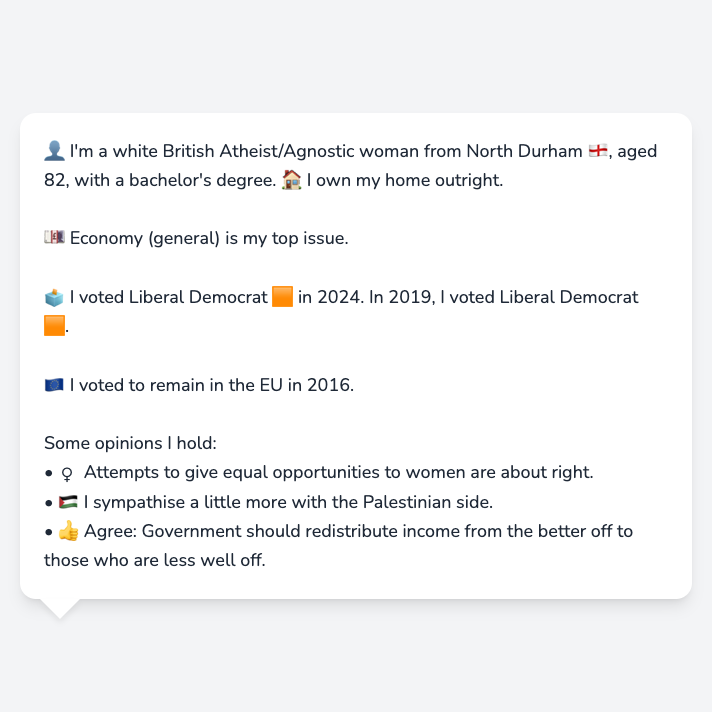 👤 I'm a white British Atheist/Agnostic woman from North Durham 🏴󠁧󠁢󠁥󠁮󠁧󠁿, aged
82, with a bachelor's degree. 🏠 I own my home outright.
💷 Economy (general) is my top issue.
🗳️ I voted Liberal Democrat 🟧 in 2024. In 2019, I voted Liberal Democrat
🟧.
🇪🇺 I voted to remain in the EU in 2016.
Some opinions I hold:
• ♀️ Attempts to give equal opportunities to women are about right.
• 🇵🇸 I sympathise a little more with the Palestinian side.
• 👍 Agree: Government should redistribute income from the better off to
those who are less well off.